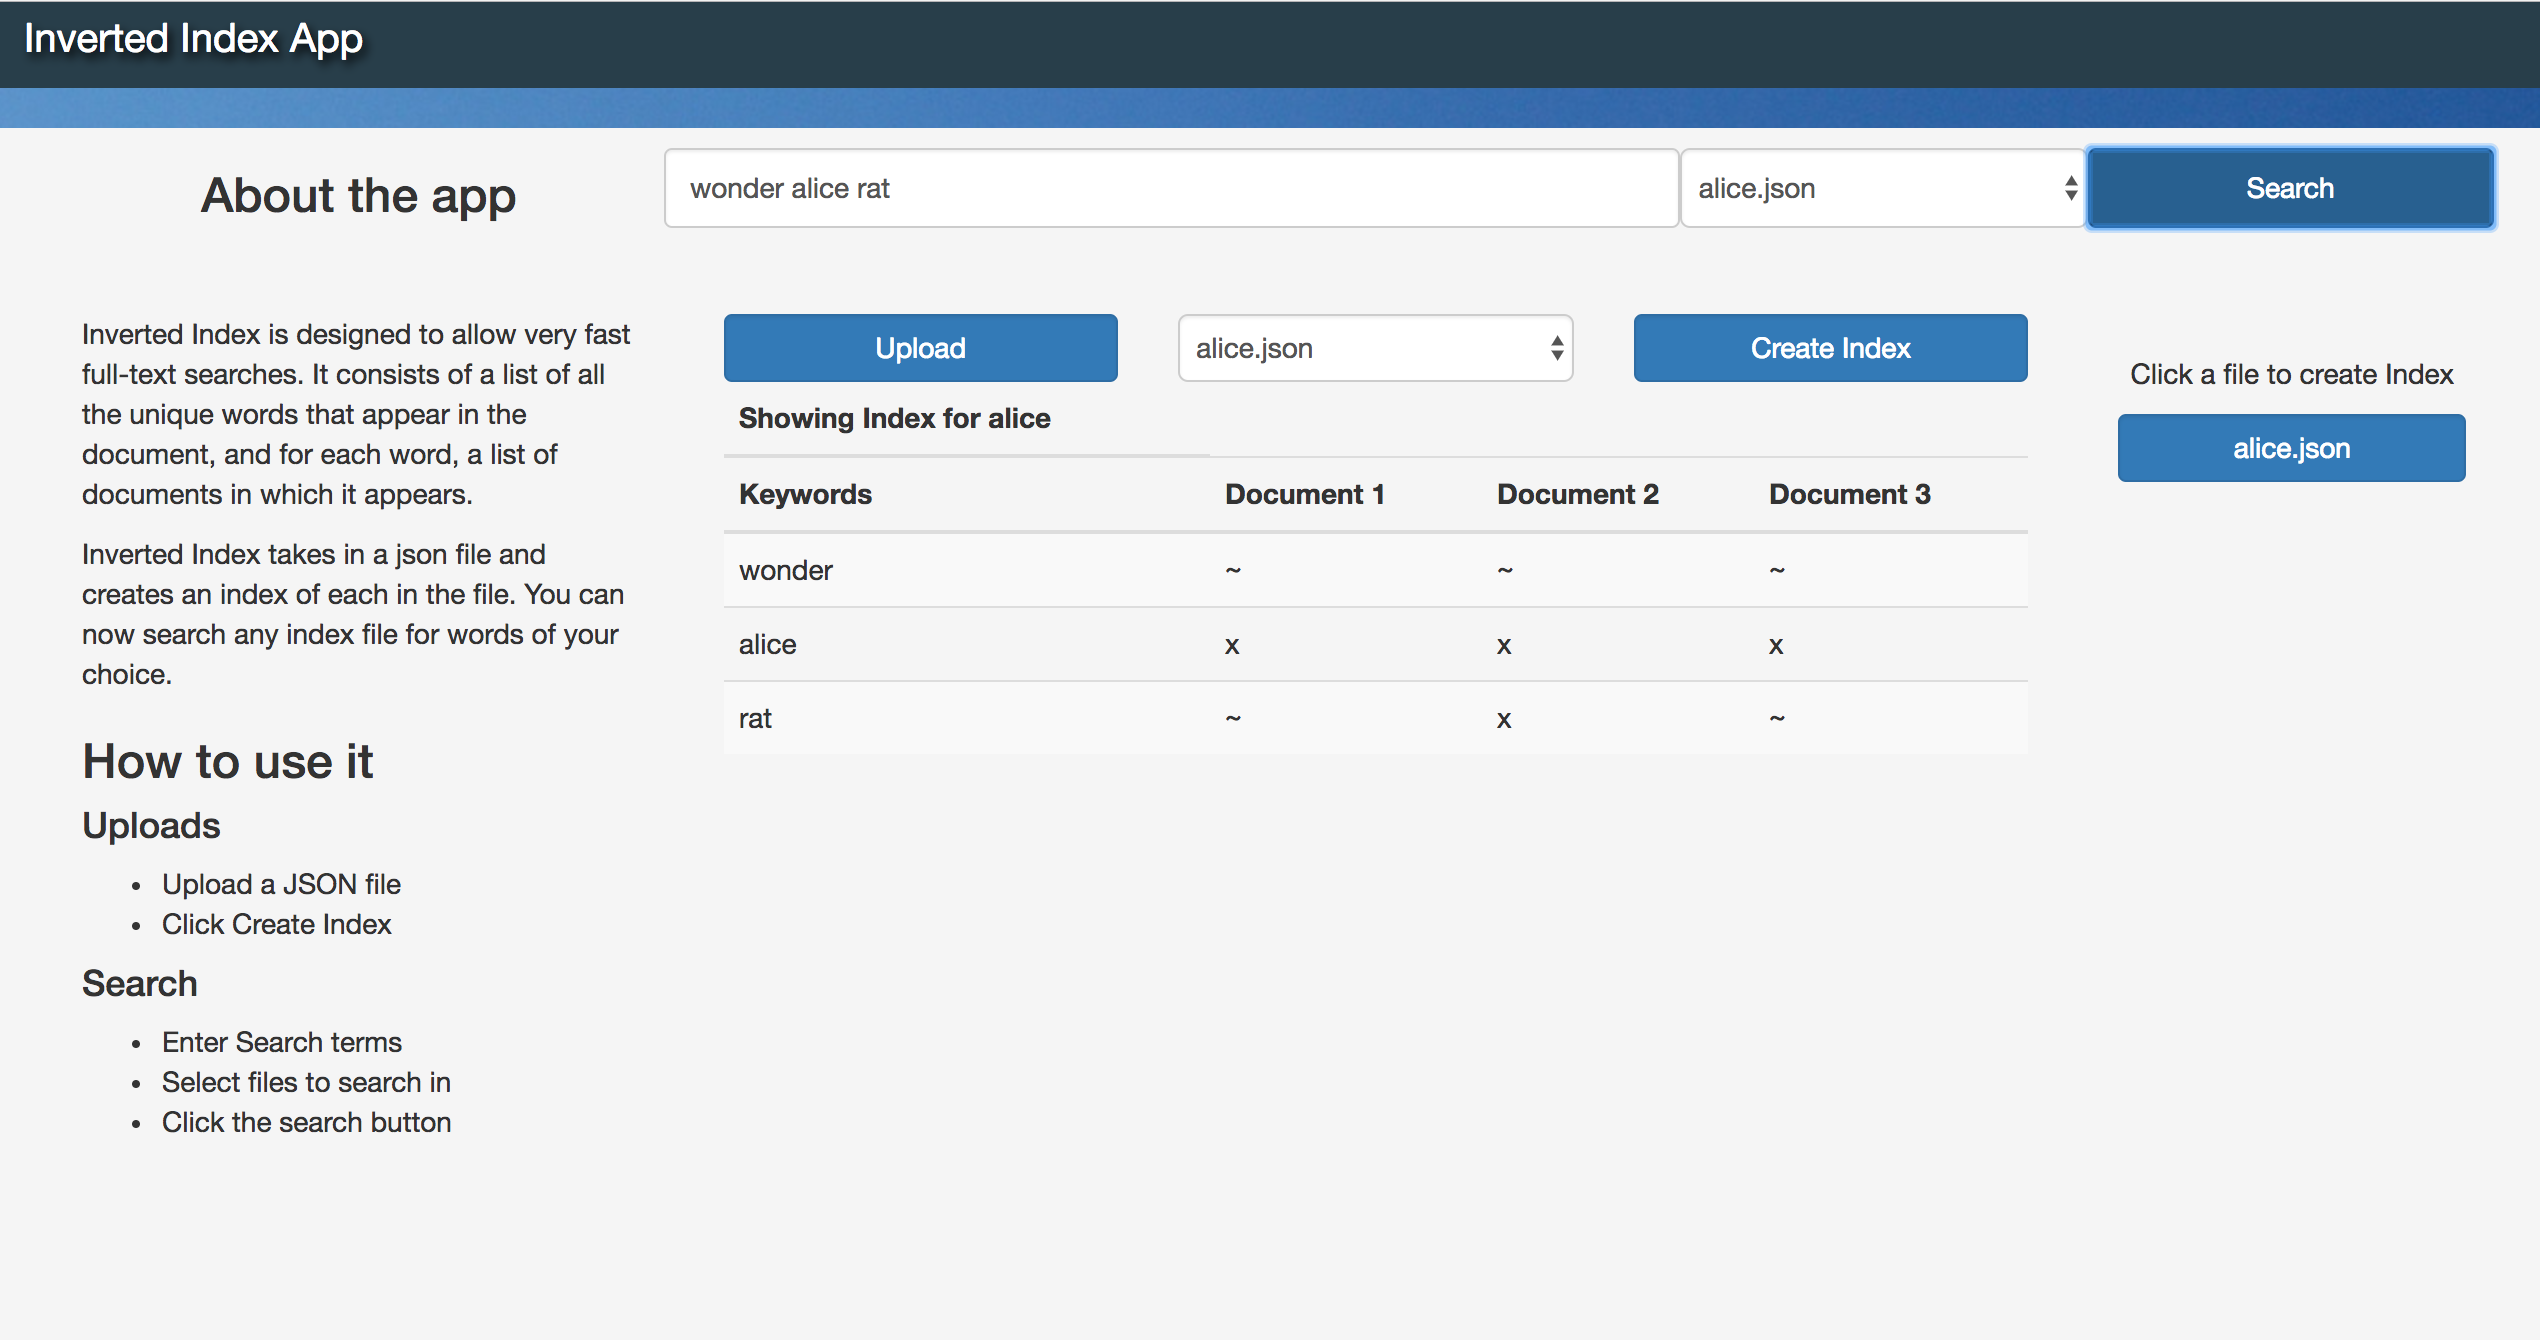 Inverted Index App
About the app
wonder alice rat
alice.json
Search
Inverted Index is designed to allow very fast
full-text searches. It consists of a list of all
the unique words that appear in the
document, and for each word, a list of
documents in which it appears.
Inverted Index takes in a json file and
creates an index of each in the file. You can
now search any index file for words of your
choice.
How to use it
Uploads
• Upload a JSON file
• Click Create Index
Search
• Enter Search terms
• Select files to search in
• Click the search button
Upload
alice.json
Create Index
Showing Index for alice
Keywords Document 1 Document 2 Document 3
wonder ~ ~ ~
alice x x x
rat ~ x ~
Click a file to create Index
alice.json